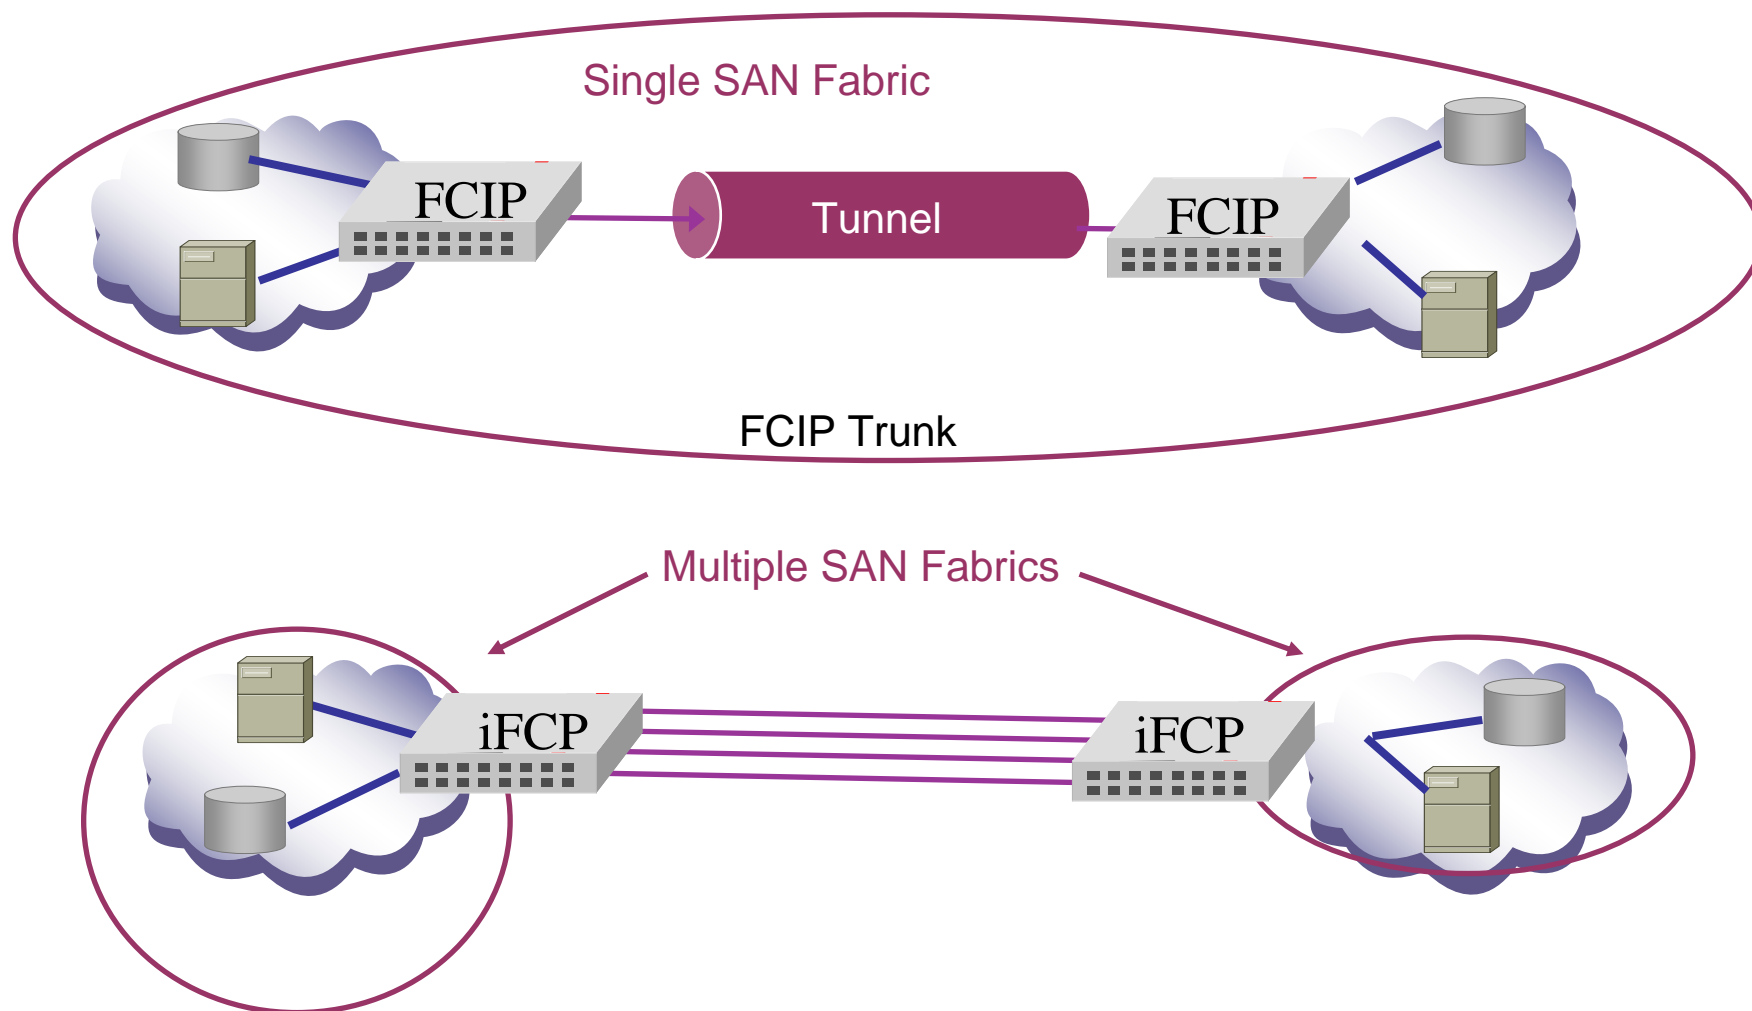 Single SAN Fabric
FCIP
Tunnel
FCIP
FCIP Trunk
Multiple SAN Fabrics
iFCP
iFCP